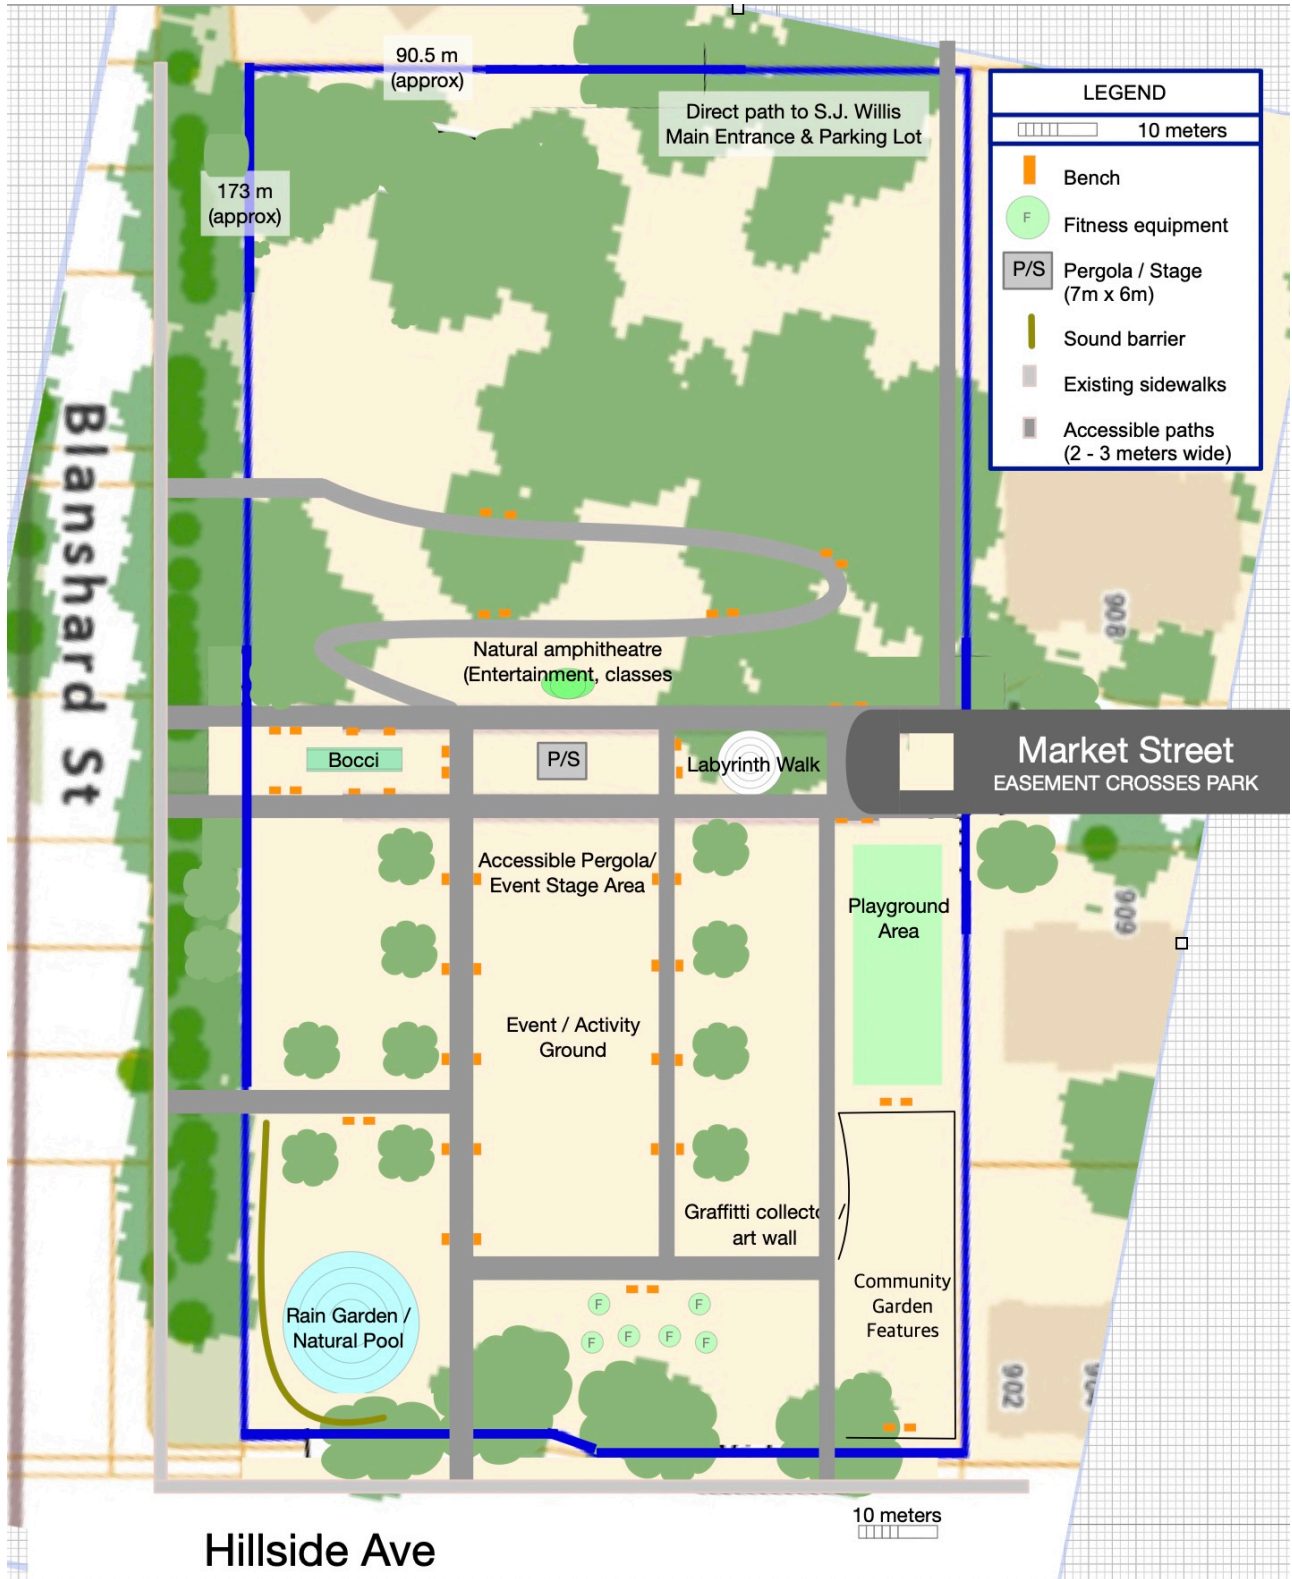 90.5 m
(approx)
Direct path to S.J. Willis
Main Entrance & Parking Lot
173 m
(approx)
LEGEND
10 meters
Bench
F
Fitness equipment
P/S
Pergola / Stage
(7m x 6m)
Sound barrier
Existing sidewalks
Accessible paths
(2 - 3 meters wide)
Blanshard St
908
Natural amphitheatre
(Entertainment, classes
Bocci
P/S
Labyrinth Walk
Market Street
EASEMENT CROSSES PARK
Accessible Pergola/
Event Stage Area
Playground
Area
909
Event / Activity
Ground
Graffitti collecto /
art wall
Community
Garden
Features
Rain Garden /
Natural Pool
F
F
F
F
F
F
902
10 meters
Hillside Ave